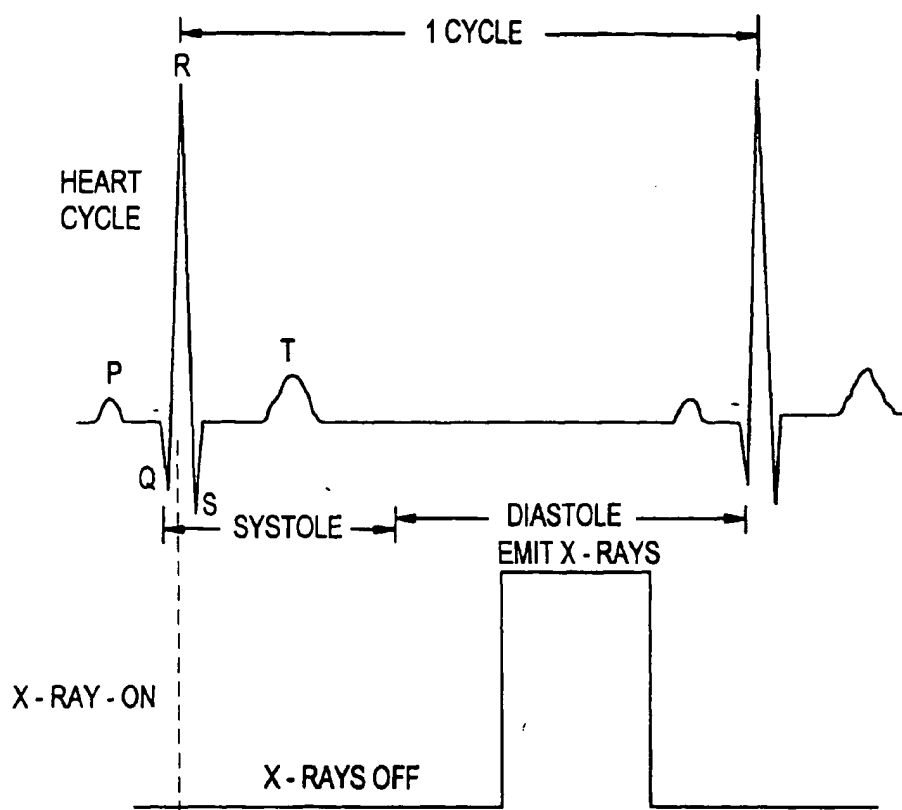 1 CYCLE
R
HEART
CYCLE
T
P
Q
S
SYSTOLE
DIASTOLE
EMIT X - RAYS
X - RAY - ON
X - RAYS OFF